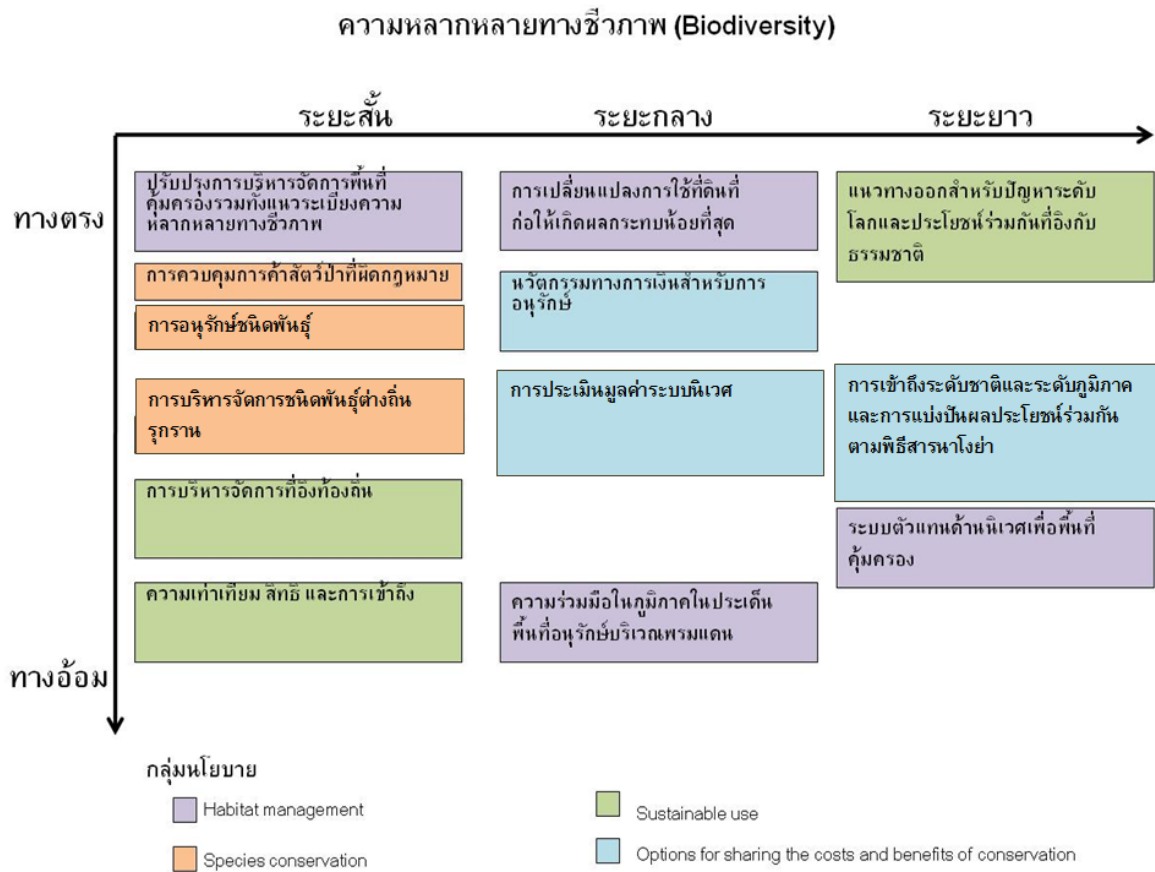 ความหลากหลายทางชีวภาพ (Biodiversity)
ระยะสั้น
ระยะกลาง
ระยะยาว
ทางตรง
ปรับปรุงการบริหารจัดการพื้นที่
คุ้มครองรวมทั้งแนวระเบียงความ
หลากหลายทางชีวภาพ
การควบคุมการค้าสัตว์ป่าที่ผิดกฎหมาย
การอนุรักษ์ชนิดพันธุ์
การบริหารจัดการชนิดพันธุ์ต่างถิ่น
รุกราน
การบริหารจัดการที่อิงท้องถิ่น
ความเท่าเทียม สิทธิ และการเข้าถึง
การเปลี่ยนแปลงการใช้ที่ดินที่
ก่อให้เกิดผลกระทบน้อยที่สุด
นวัตกรรมทางการเงินสำหรับการ
อนุรักษ์
การประเมินมูลค่าระบบนิเวศ
ความร่วมมือในภูมิภาคในประเด็น
พื้นที่อนุรักษ์บริเวณพรมแดน
แนวทางออกสำหรับปัญหาระดับ
โลกและประโยชน์ร่วมกันที่อิงกับ
ธรรมชาติ
การเข้าถึงระดับชาติและระดับภูมิภาค
และการแบ่งปันผลประโยชน์ร่วมกัน
ตามพิธีสารนาโงย่า
ระบบตัวแทนด้านนิเวศเพื่อพื้นที่
คุ้มครอง
ทางอ้อม
กลุ่มนโยบาย
Habitat management
Species conservation
Sustainable use
Options for sharing the costs and benefits of conservation